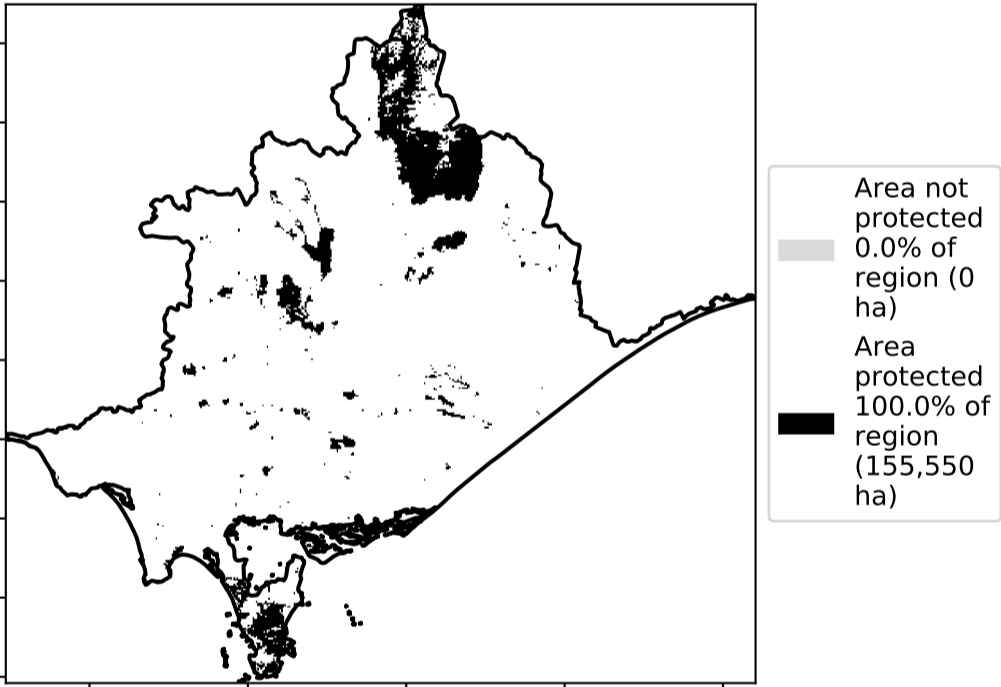 Area not
protected
0.0% of
region (0
ha)
Area
protected
100.0% of
region
(155,550
ha)